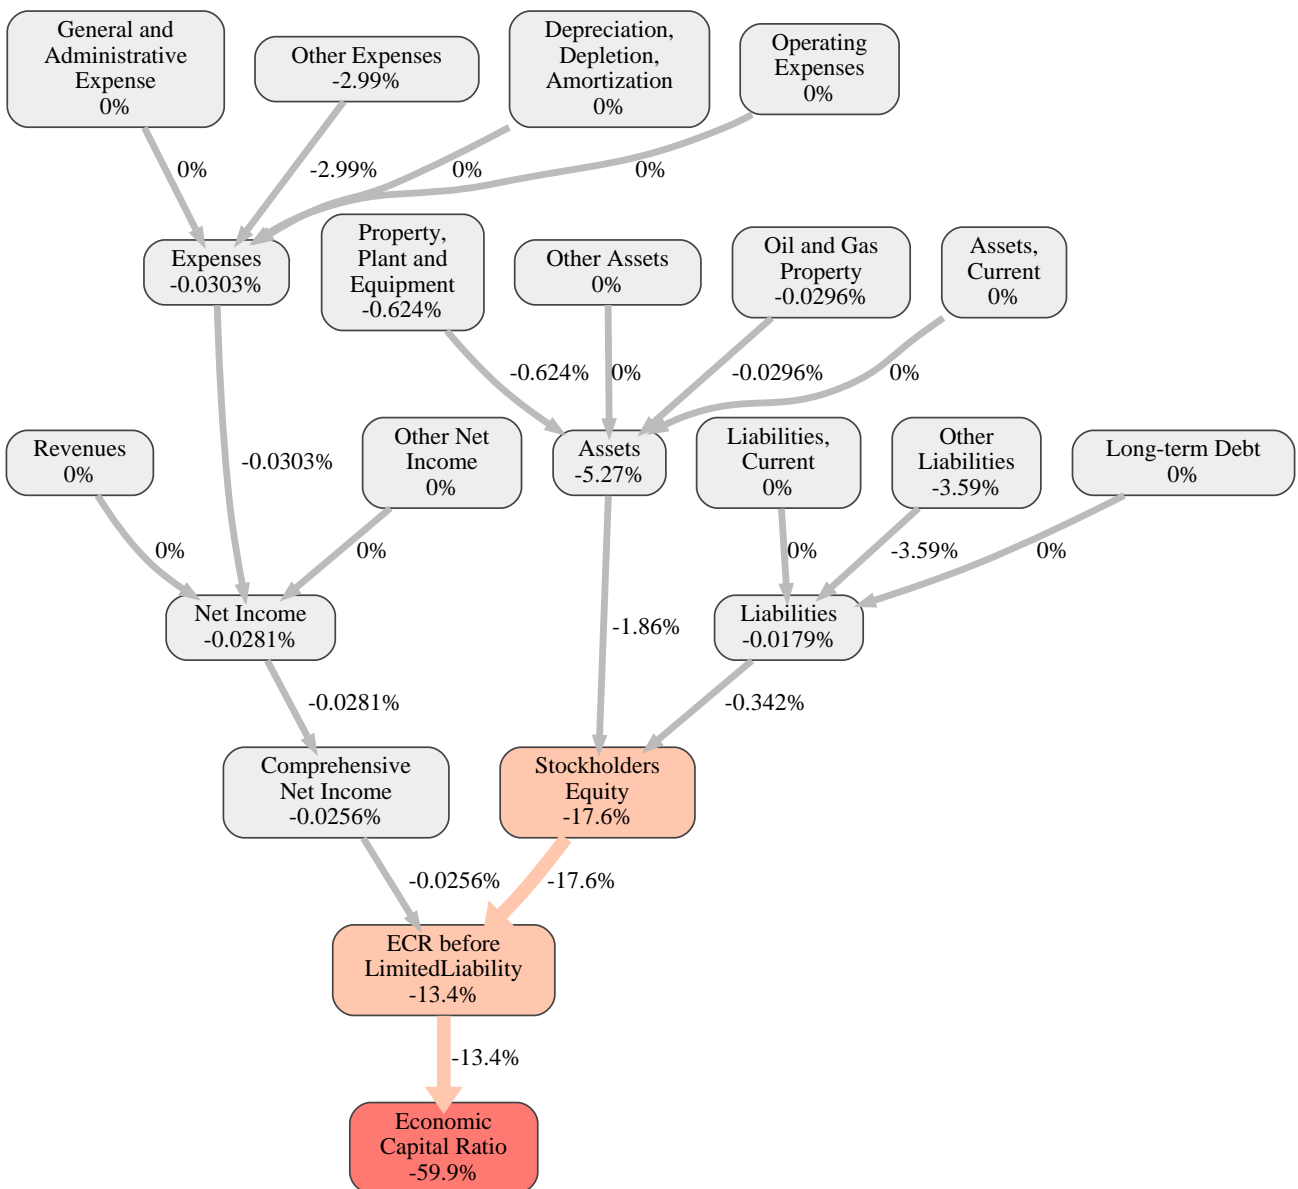 General and
Administrative
Expense
0%
Other Expenses
-2.99%
Depreciation,
Depletion,
Amortization
0%
Operating
Expenses
0%
0%
-2.99%
0%
0%
Expenses
-0.0303%
Property,
Plant and
Equipment
-0.624%
Other Assets
0%
Oil and Gas
Property
-0.0296%
Assets,
Current
0%
-0.624%
0%
-0.0296%
0%
Revenues
0%
-0.0303%
Other Net
Income
0%
Assets
-5.27%
Liabilities,
Current
0%
Other
Liabilities
-3.59%
Long-term Debt
0%
0%
0%
0%
-3.59%
0%
Net Income
-0.0281%
-1.86%
Liabilities
-0.0179%
-0.0281%
-0.342%
Comprehensive
Net Income
-0.0256%
Stockholders
Equity
-17.6%
-0.0256%
-17.6%
ECR before
LimitedLiability
-13.4%
-13.4%
Economic
Capital Ratio
-59.9%